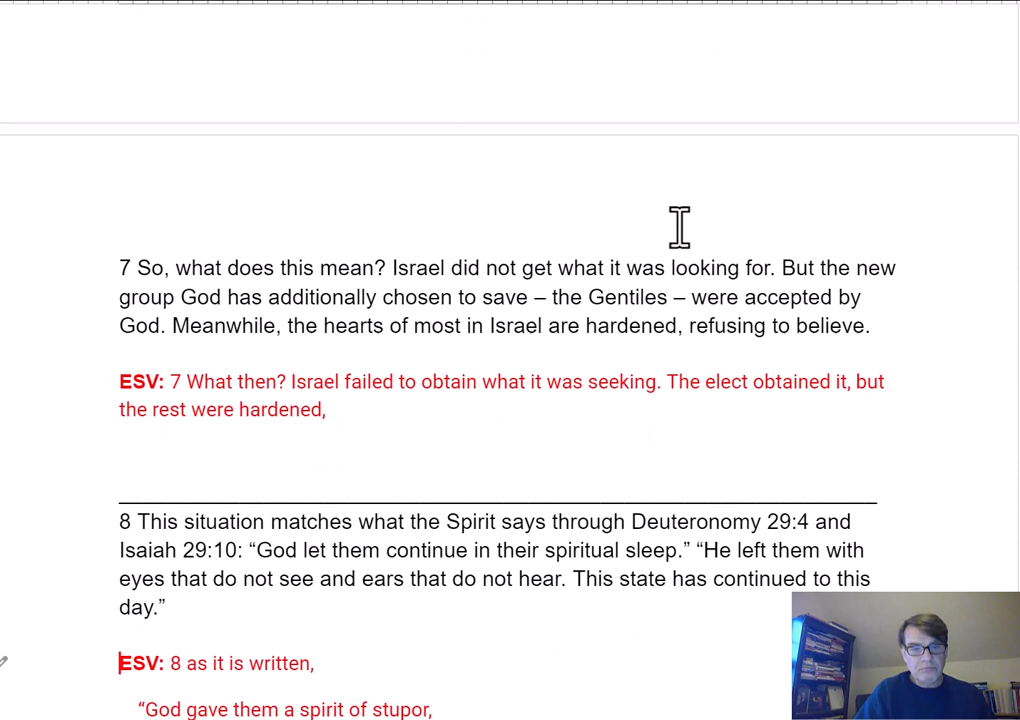 7 So, what does this mean? Israel did not get what it was looking for. But the new
group God has additionally chosen to save – the Gentiles – were accepted by
God. Meanwhile, the hearts of most in Israel are hardened, refusing to believe.
ESV: 7 What then? Israel failed to obtain what it was seeking. The elect obtained it, but
the rest were hardened,
8 This situation matches what the Spirit says through Deuteronomy 29:4 and
Isaiah 29:10: “God let them continue in their spiritual sleep.” “He left them with
eyes that do not see and ears that do not hear. This state has continued to this
day.”
ESV: 8 as it is written,
“God gave them a spirit of stupor,